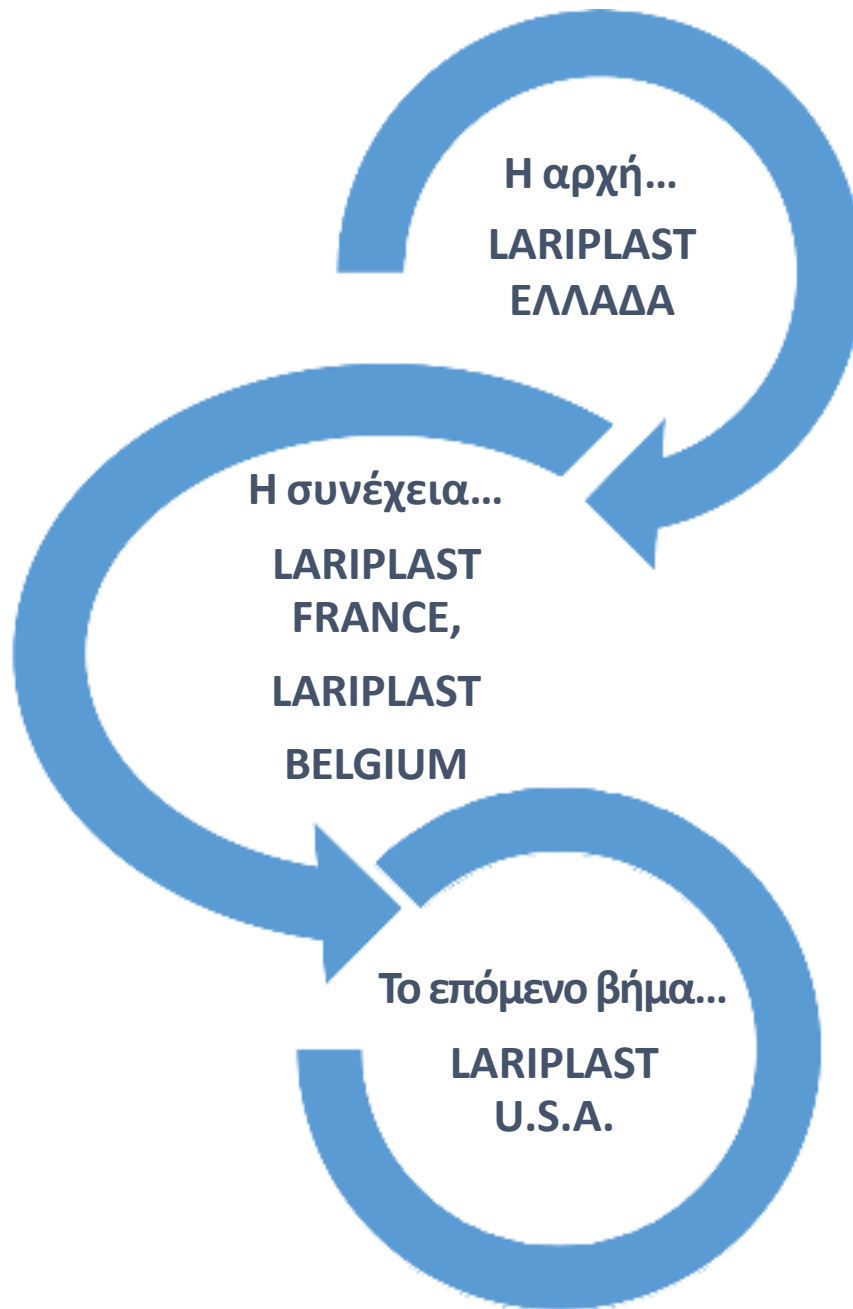 Η αρχή...
LARIPLAST
ΕΛΛΑΔΑ
Η συνέχεια...
LARIPLAST
FRANCE,
LARIPLAST
BELGIUM
Το επόμενο βήμα...
LARIPLAST
U.S.A.